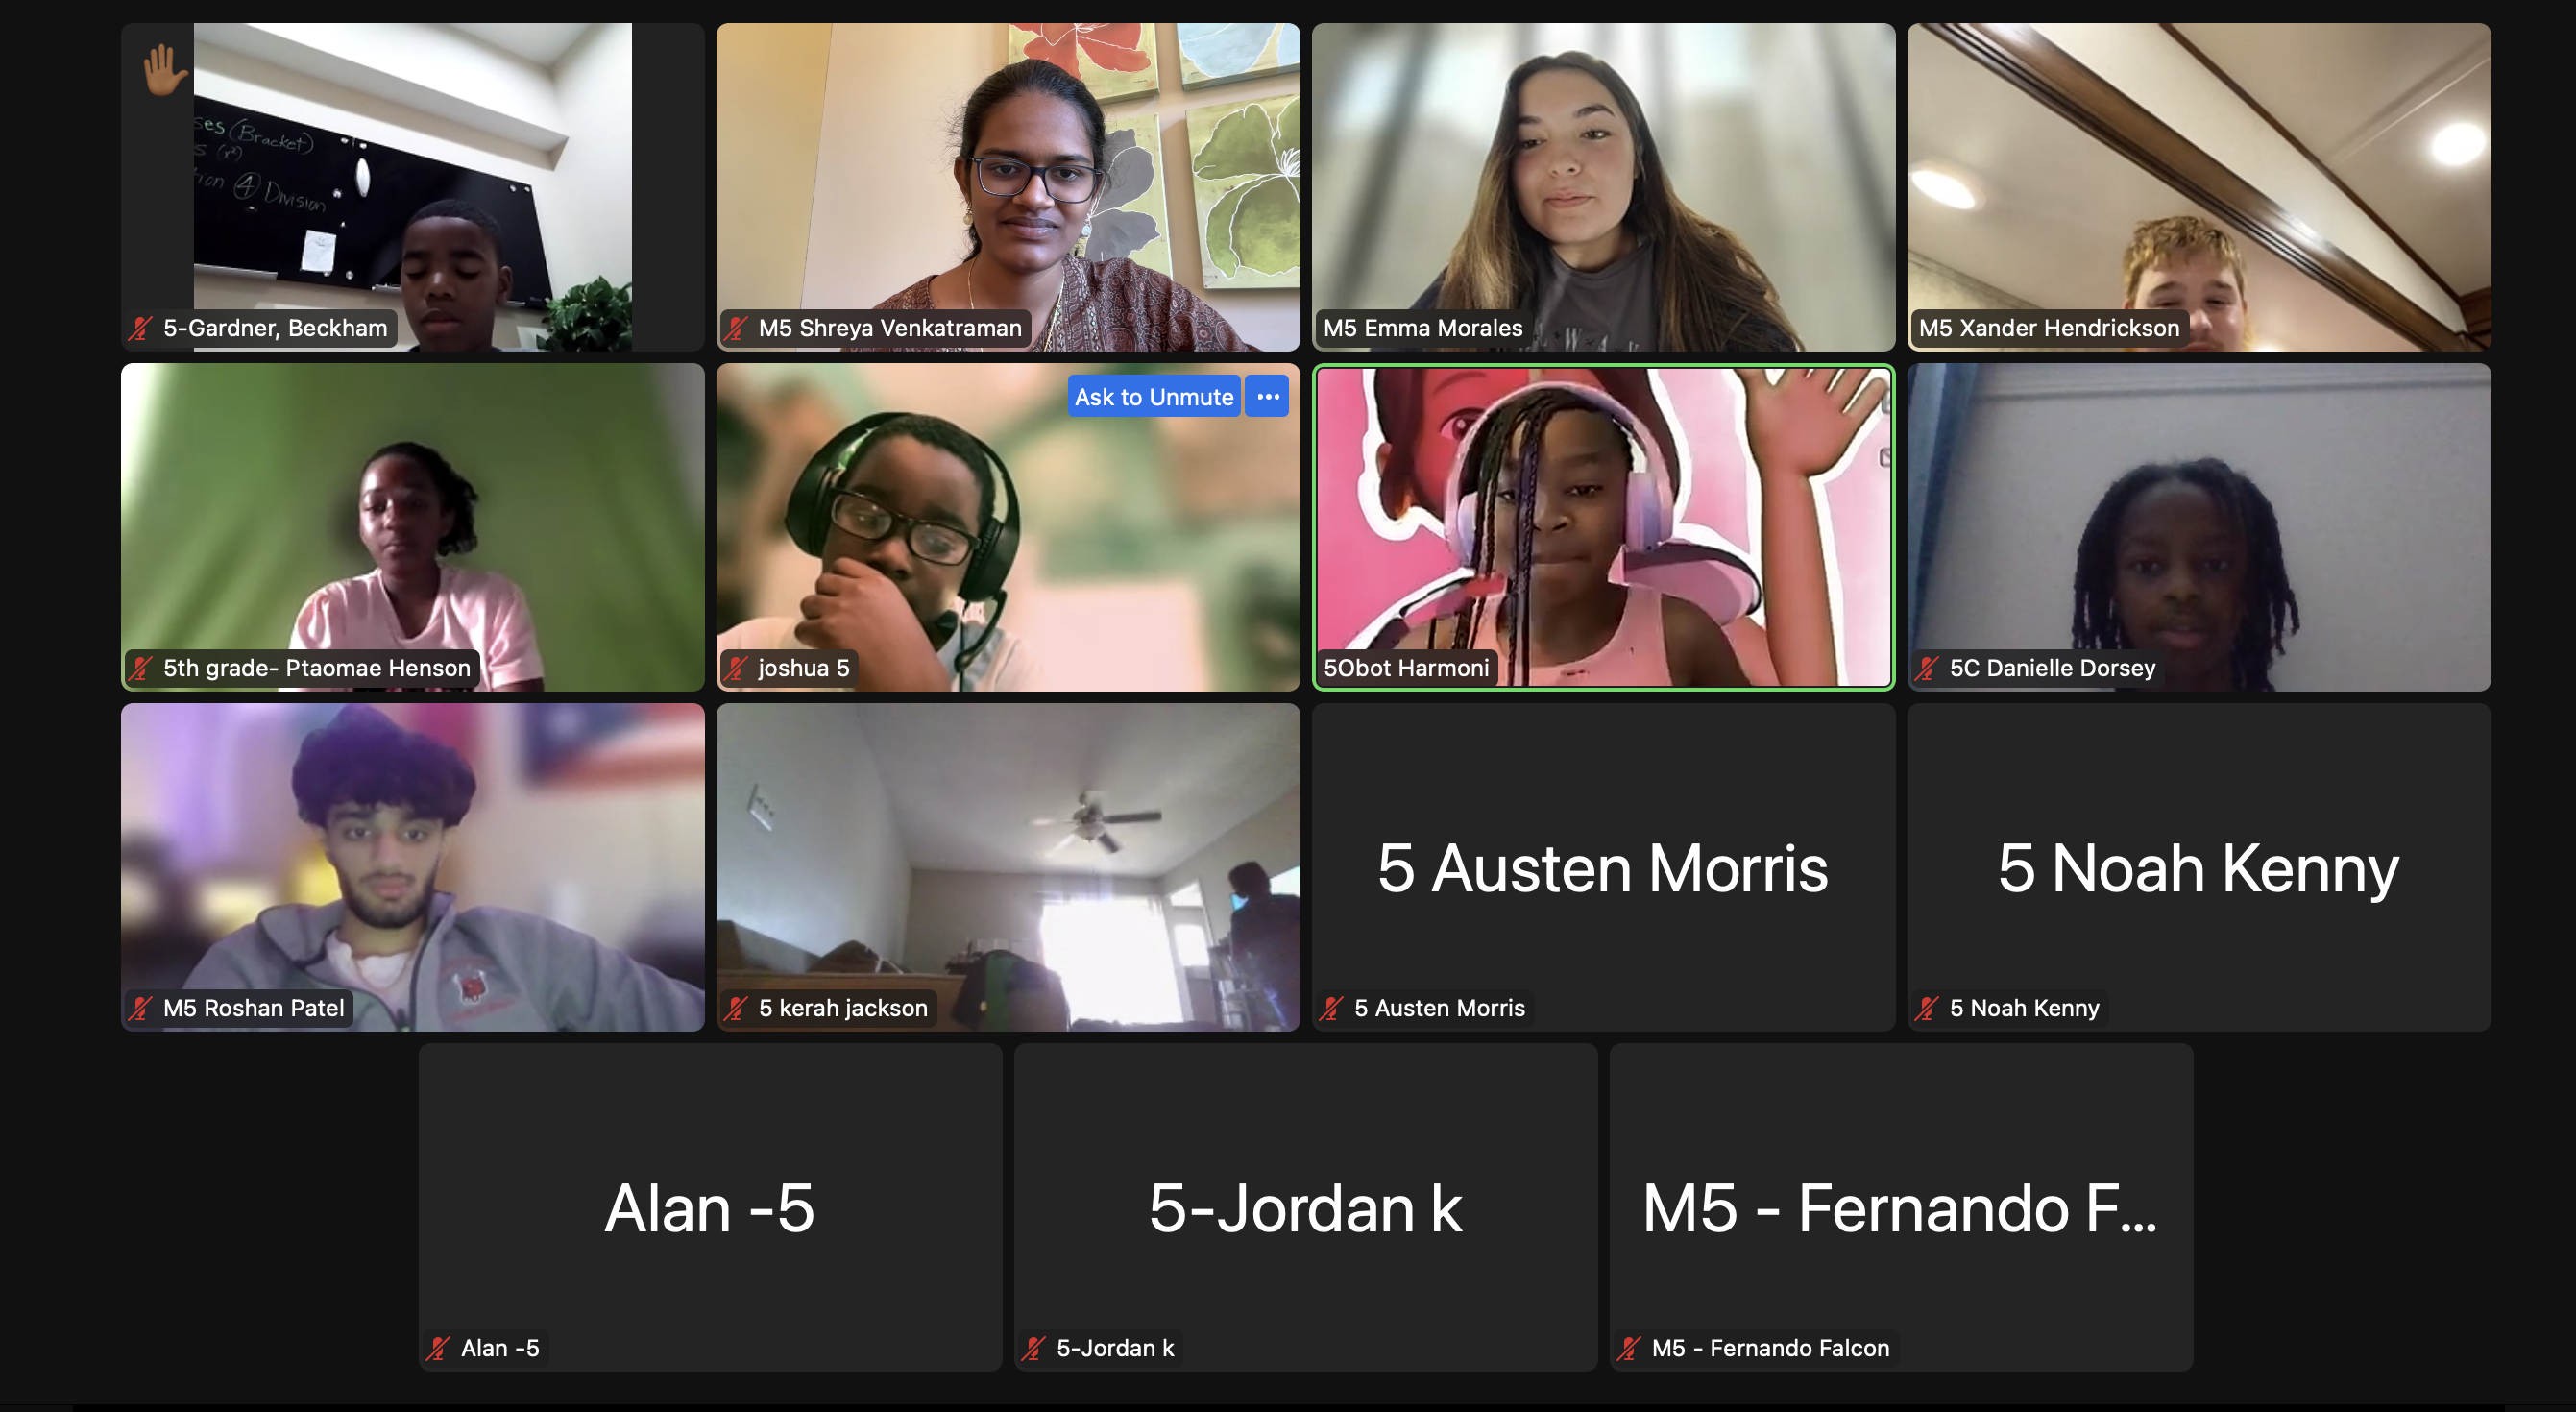 ses (Bracket)
s (x²)
ion ④ Division
5-Gardner, Beckham
M5 Shreya Venkatraman
M5 Emma Morales
M5 Xander Hendrickson
Ask to Unmute
5th grade- Ptaomae Henson
joshua 5
5Obot Harmoni
5C Danielle Dorsey
M5 Roshan Patel
5 kerah jackson
5 Austen Morris
5 Austen Morris
5 Noah Kenny
5 Noah Kenny
Alan -5
Alan -5
5-Jordan k
5-Jordan k
M5 - Fernando F...
M5 - Fernando Falcon